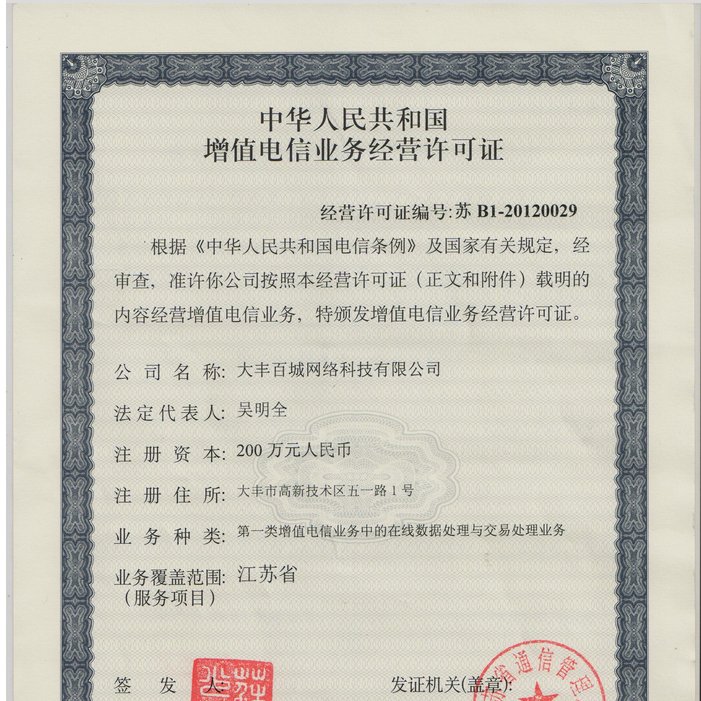 中华人民共和国
增值电信业务经营许可证
经营许可证编号:苏 B1-20120029
根据《中华人民共和国电信条例》及国家有关规定，经
审查，准许你公司按照本经营许可证（正文和附件）载明的
内容经营增值电信业务，特颁发增值电信业务经营许可证。
公司名称: 大丰百城网络科技有限公司
法定代表人: 吴明全
注册资本: 200 万元人民币
注册住所: 大丰市高新技术区五一路 1 号
业务种类: 第一类增值电信业务中的在线数据处理与交易处理业务
业务覆盖范围: 江苏省
（服务项目）
签发人:
发证机关(盖章):
省通信管理